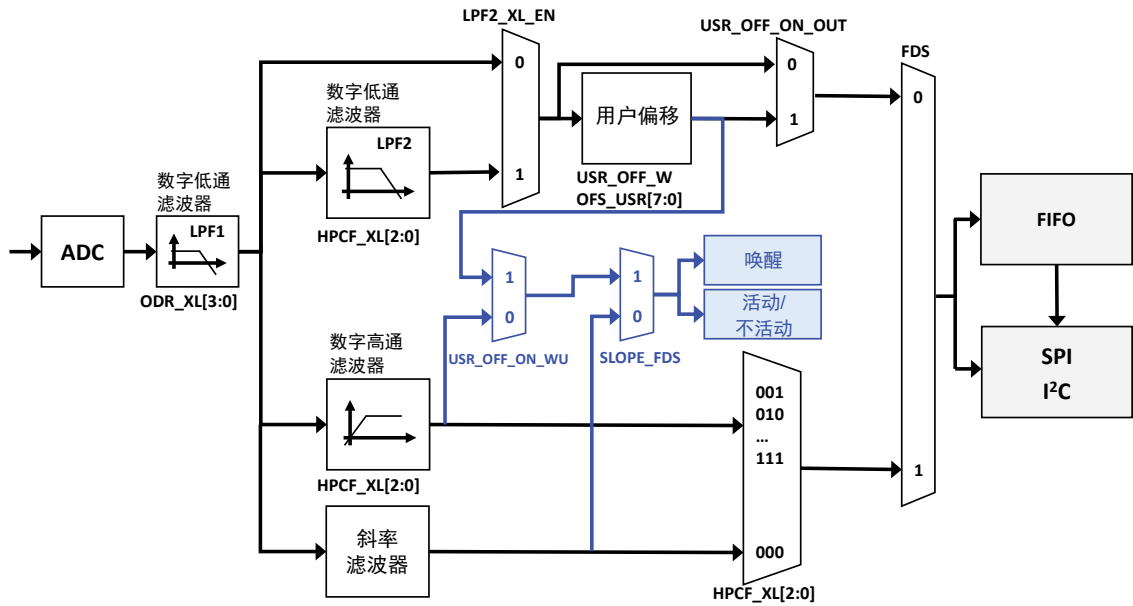 LPF2_XL_EN
USR_OFF_ON_OUT
FDS
0
0
0
数字低通
滤波器
LPF2
用户偏移
1
1
USR_OFF_W
OFS_USR[7:0]
HPCF_XL[2:0]
数字低通
滤波器
ADC
LPF1
ODR_XL[3:0]
FIFO
唤醒
1
1
0
0
活动/
不活动
USR_OFF_ON_WU
SLOPE_FDS
SPI
I²C
数字高通
滤波器
001
010
...
111
1
HPCF_XL[2:0]
斜率
滤波器
000
HPCF_XL[2:0]